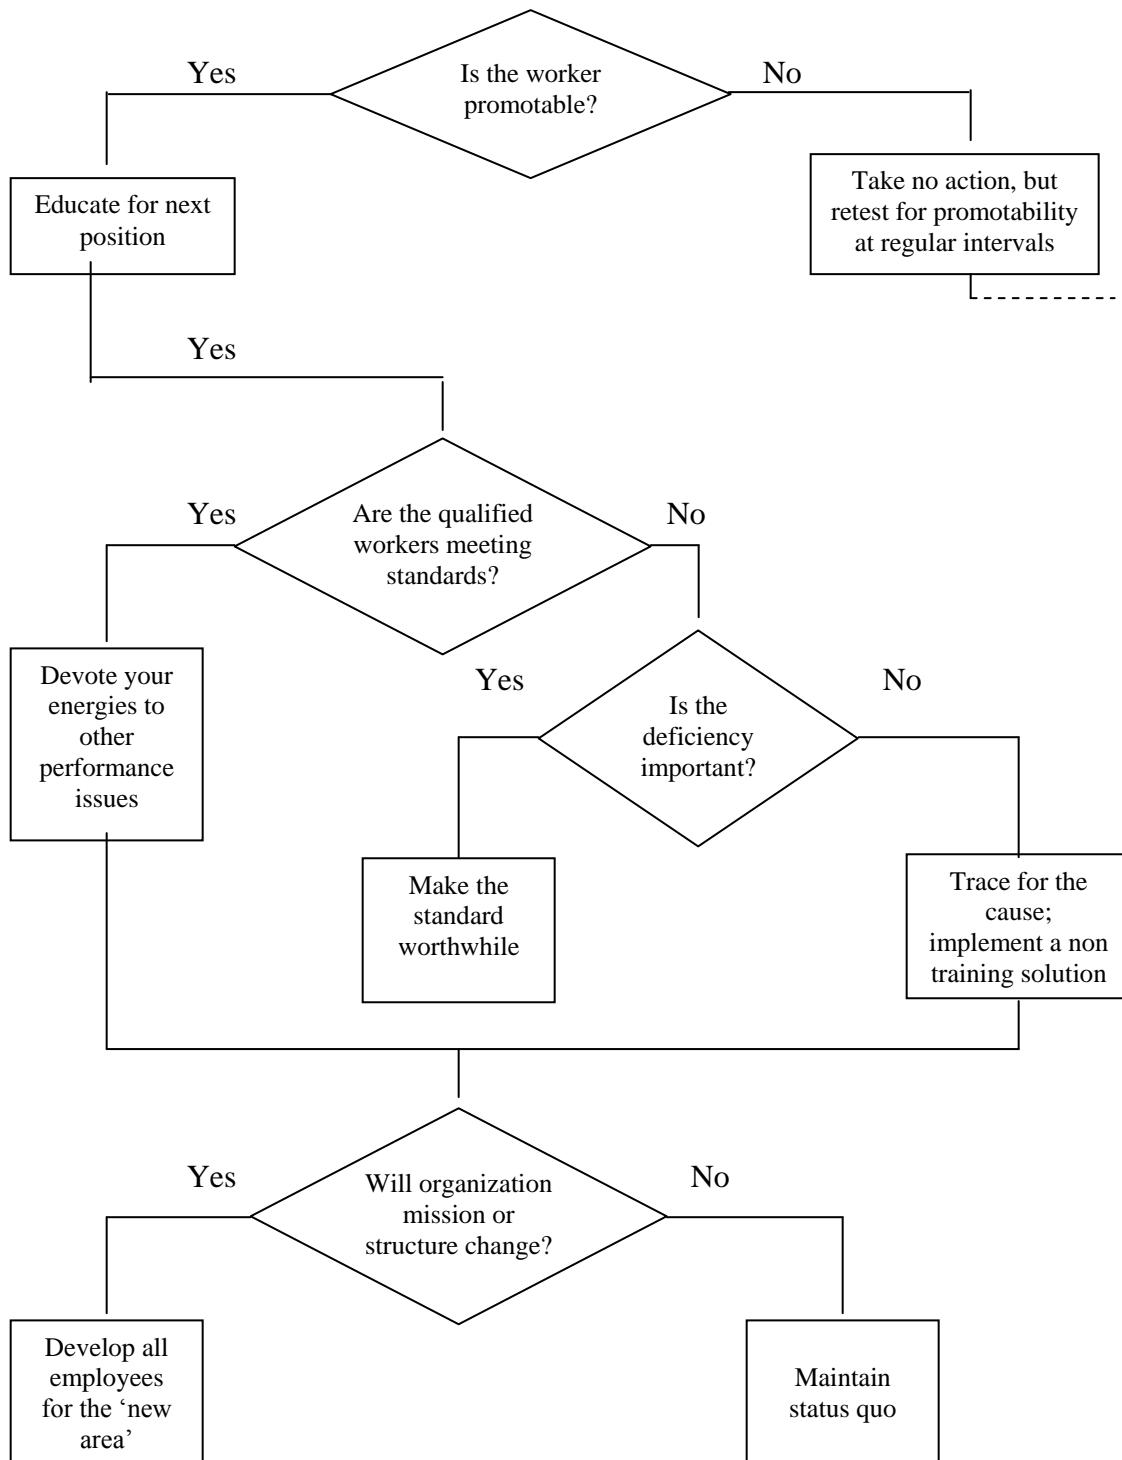 Yes
Is the worker
promotable?
No
Educate for next
position
Take no action, but
retest for promotability
at regular intervals
Yes
Yes
Are the qualified
workers meeting
standards?
No
Devote your
energies to
other
performance
issues
Yes
Is the
deficiency
important?
No
Make the
standard
worthwhile
Trace for the
cause;
implement a non
training solution
Yes
Will organization
mission or
structure change?
No
Develop all
employees
for the ‘new
area’
Maintain
status quo